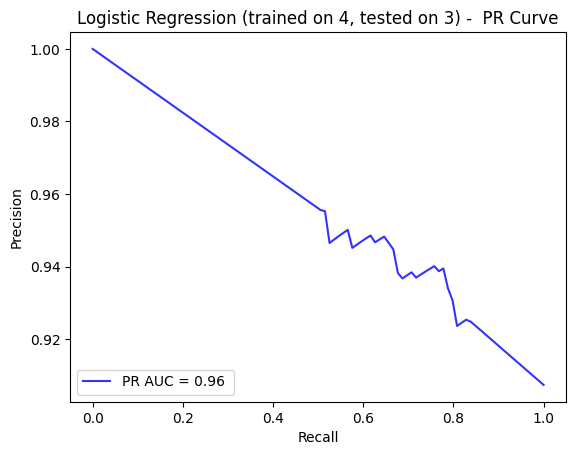 Logistic Regression (trained on 4, tested on 3) -  PR Curve
1.00
0.98
0.96
0.94
0.92
Precision
PR AUC = 0.96
0.0 0.2 0.4 0.6 0.8 1.0
Recall